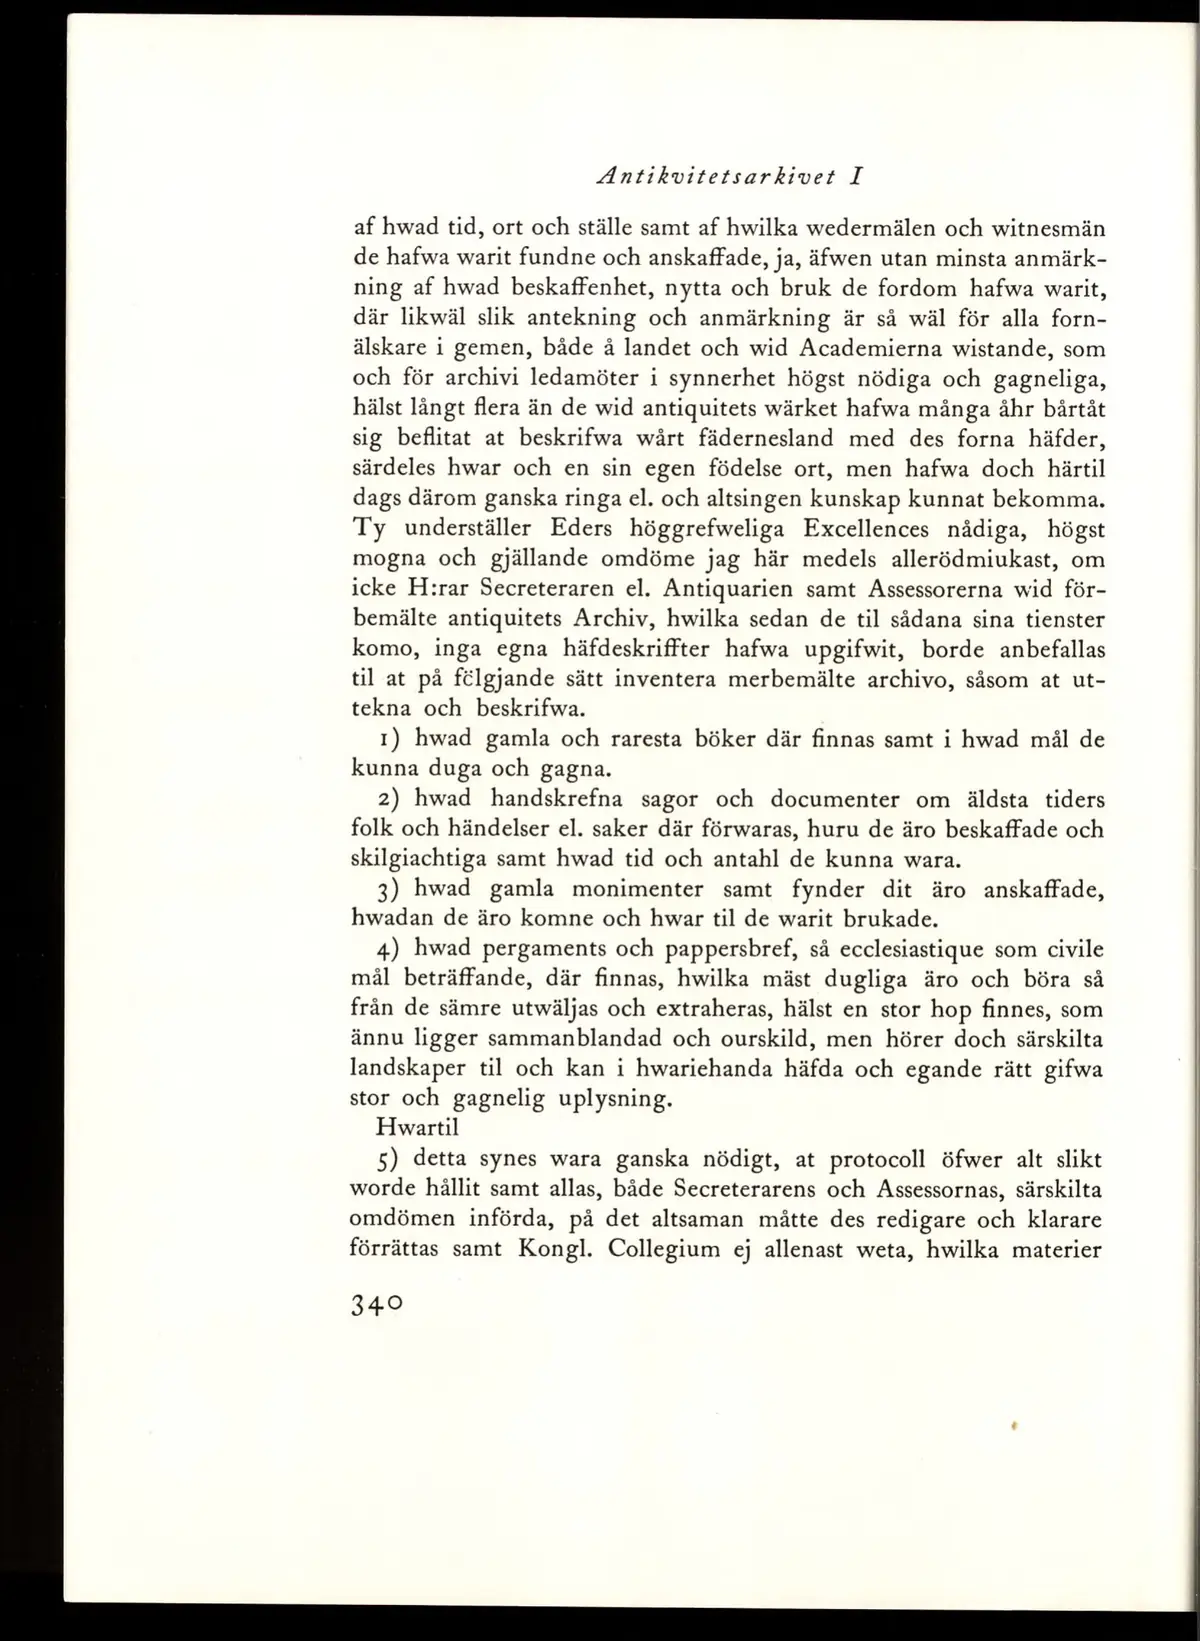 Antikvitetsarkivet I
af hwad tid, ort och ställe samt af hwilka wedermälen och witnesmän
de hafwa warit fundne och anskaffade, ja, äfwen utan minsta anmärk-
ning af hwad beskaffenhet, nytta och bruk de fordom hafwa warit,
där likwäl slik antekning och anmärkning är så wäl för alla forn-
älskare i gemen, både å landet och wid Academierna wistande, som
och för archivi ledamöter i synnerhet högst nödiga och gagneliga,
hälst långt flera än de wid antiquitets wärket hafwa många åhr bårtåt
sig beflitat at beskrifwa wårt fädernesland med des forna häfder,
särdeles hwar och en sin egen födelse ort, men hafwa doch härtil
dags därom ganska ringa el. och altsingen kunskap kunnat bekomma.
Ty underställer Eders höggrefweliga Excellences nådiga, högst
mogna och gjällande omdöme jag här medels allerödmiukast, om
icke H:rar Secreteraren el. Antiquarien samt Assessorerna wid för-
bemälte antiquitets Archiv, hwilka sedan de til sådana sina tienster
komo, inga egna häfdeskriffter hafwa upgifwit, borde anbefallas
til at på fölgjande sätt inventera merbemälte archivo, såsom at ut-
tekna och beskrifwa.
1) hwad gamla och raresta böker där finnas samt i hwad mål de
kunna duga och gagna.
2) hwad handskrefna sagor och documenter om äldsta tiders
folk och händelser el. saker där förwaras, huru de äro beskaffade och
skilgiachtiga samt hwad tid och antahl de kunna wara.
3) hwad gamla monimenter samt fynder dit äro anskaffade,
hwadan de äro komne och hwar til de warit brukade.
4) hwad pergaments och pappersbref, så ecclesiastique som civile
mål beträffande, där finnas, hwilka mäst dugliga äro och böra så
från de sämre utwäljas och extraheras, hälst en stor hop finnes, som
ännu ligger sammanblandad och ourskild, men hörer doch särskilta
landskaper til och kan i hwariehanda häfda och egande rätt gifwa
stor och gagnelig uplysning.
Hwartil
5) detta synes wara ganska nödigt, at protocoll öfwer alt slikt
worde hållit samt allas, både Secreterarens och Assessornas, särskilta
omdömen införda, på det altsaman måtte des redigare och klarare
förrättas samt Kongl. Collegium ej allenast weta, hwilka materier
340